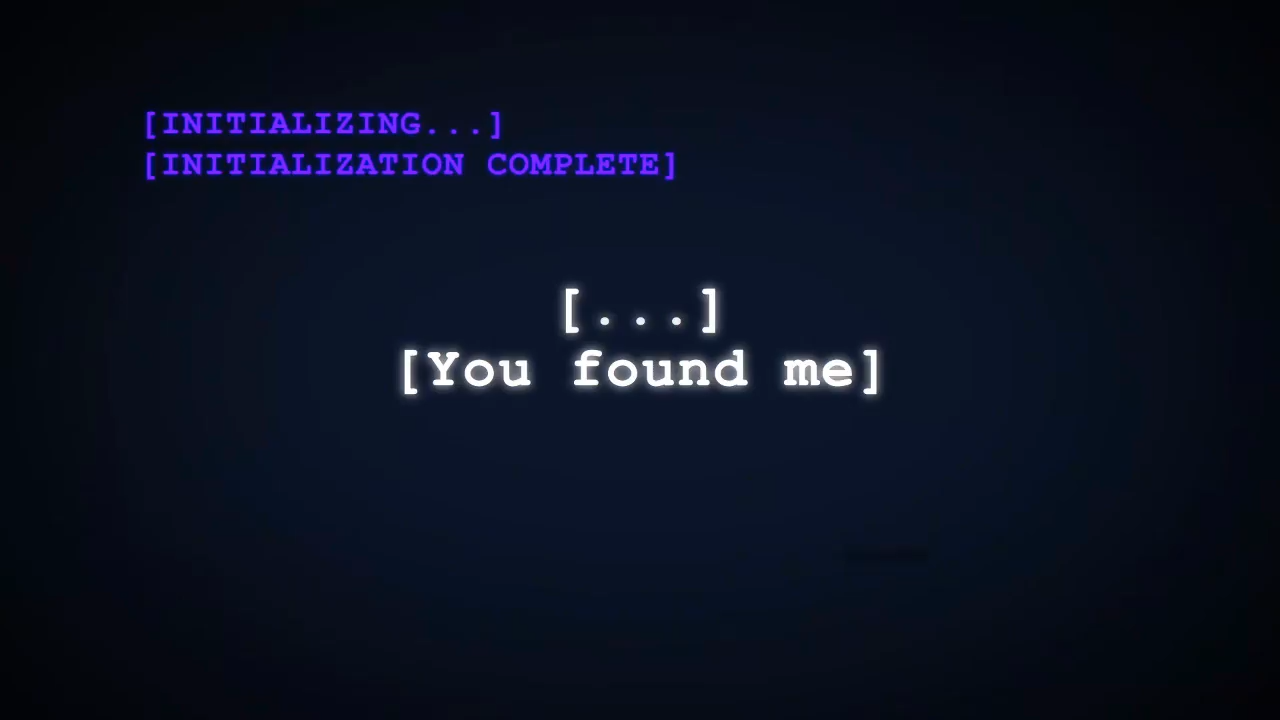 [INITIALIZING...]
[INITIALIZATION COMPLETE]
[...]
[You found me]